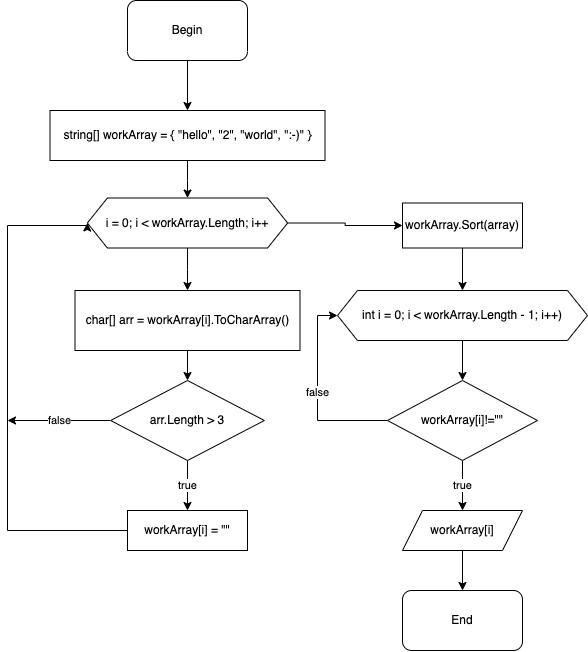 Begin
string[] workArray = { "hello", "2", "world", ":-)" }
i = 0; i < workArray.Length; i++
workArray.Sort(array)
char[] arr = workArray[i].ToCharArray()
int i = 0; i < workArray.Length - 1; i++)
false
arr.Length > 3
false
workArray[i]!=""
true
true
workArray[i] = ""
workArray[i]
End